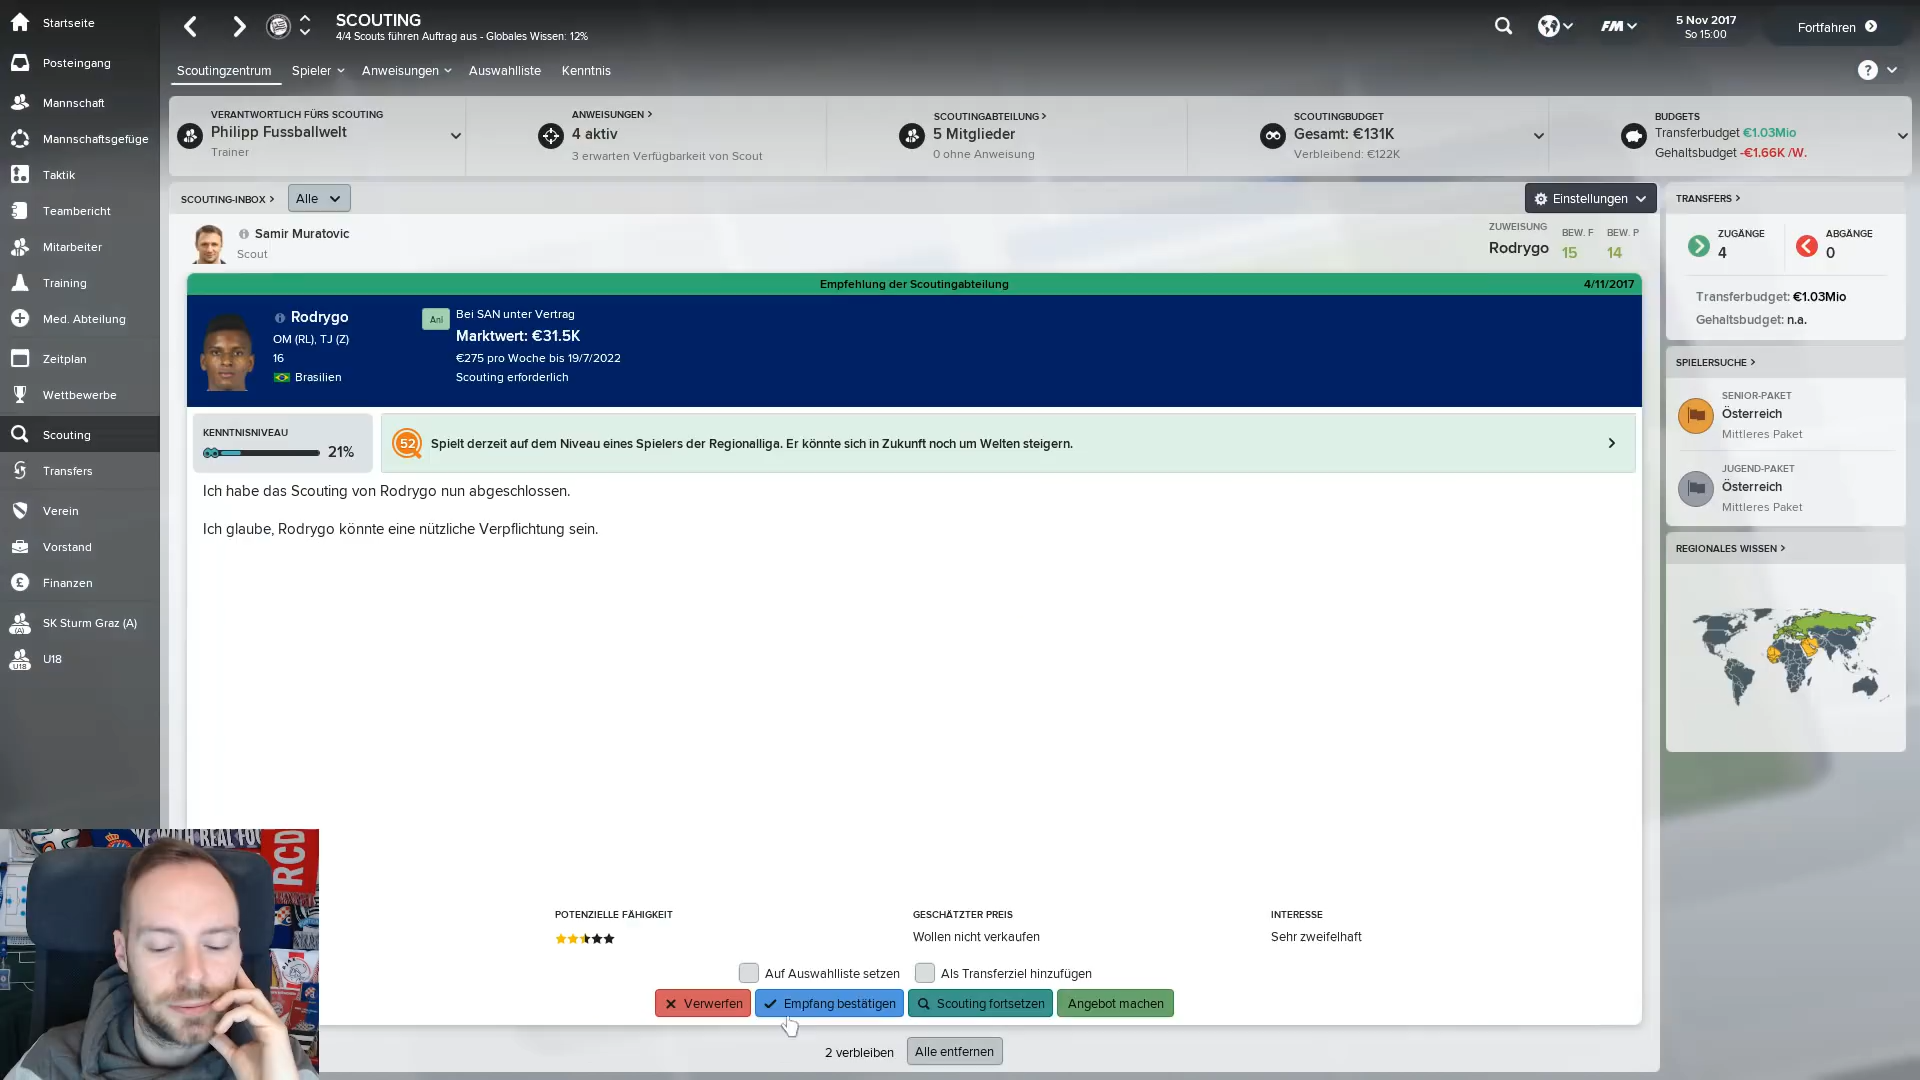 Startseite
Posteingang
Mannschaft
Mannschaftsgefüge
Taktik
Teambericht
Mitarbeiter
Training
Med. Abteilung
Zeitplan
Wettbewerbe
Scouting
Transfers
Verein
Vorstand
Finanzen
SK Sturm Graz (A)
U18
SCOUTING
4/4 Scouts führen Auftrag aus - Globales Wissen: 12%
FM
5 Nov 2017
So 15:00
Fortfahren
Scoutingzentrum
Spieler
Anweisungen
Auswahlliste
Kenntnis
?
VERANTWORTLICH FÜRS SCOUTING
Philipp Fussballwelt
Trainer
ANWEISUNGEN >
4 aktiv
3 erwarten Verfügbarkeit von Scout
SCOUTINGABTEILUNG >
5 Mitglieder
0 ohne Anweisung
SCOUTINGBUDGET
Gesamt: €131K
Verbleibend: €122K
BUDGETS
Transferbudget €1.03Mio
Gehaltsbudget -€1.66K /W.
SCOUTING-INBOX >
Alle
Einstellungen
Samir Muratovic
Scout
ZUWEISUNG
Rodrygo
BEW. F
15
BEW. P
14
Empfehlung der Scoutingabteilung
4/11/2017
Rodrygo
OM (RL), TJ (Z)
16
Brasilien
Anl
Bei SAN unter Vertrag
Marktwert: €31.5K
€275 pro Woche bis 19/7/2022
Scouting erforderlich
KENNTNISNIVEAU
21%
52
Spielt derzeit auf dem Niveau eines Spielers der Regionalliga. Er könnte sich in Zukunft noch um Welten steigern.
Ich habe das Scouting von Rodrygo nun abgeschlossen.
Ich glaube, Rodrygo könnte eine nützliche Verpflichtung sein.
POTENZIELLE FÄHIGKEIT
GESCHÄTZTER PREIS
Wollen nicht verkaufen
INTERESSE
Sehr zweifelhaft
Auf Auswahlliste setzen
Als Transferziel hinzufügen
Verwerfen
Empfang bestätigen
Scouting fortsetzen
Angebot machen
2 verbleiben
Alle entfernen
TRANSFERS >
ZUGÄNGE
4
ABGÄNGE
0
Transferbudget: €1.03Mio
Gehaltsbudget: n.a.
SPIELERSUCHE >
SENIOR-PAKET
Österreich
Mittleres Paket
JUGEND-PAKET
Österreich
Mittleres Paket
REGIONALES WISSEN >
RCD